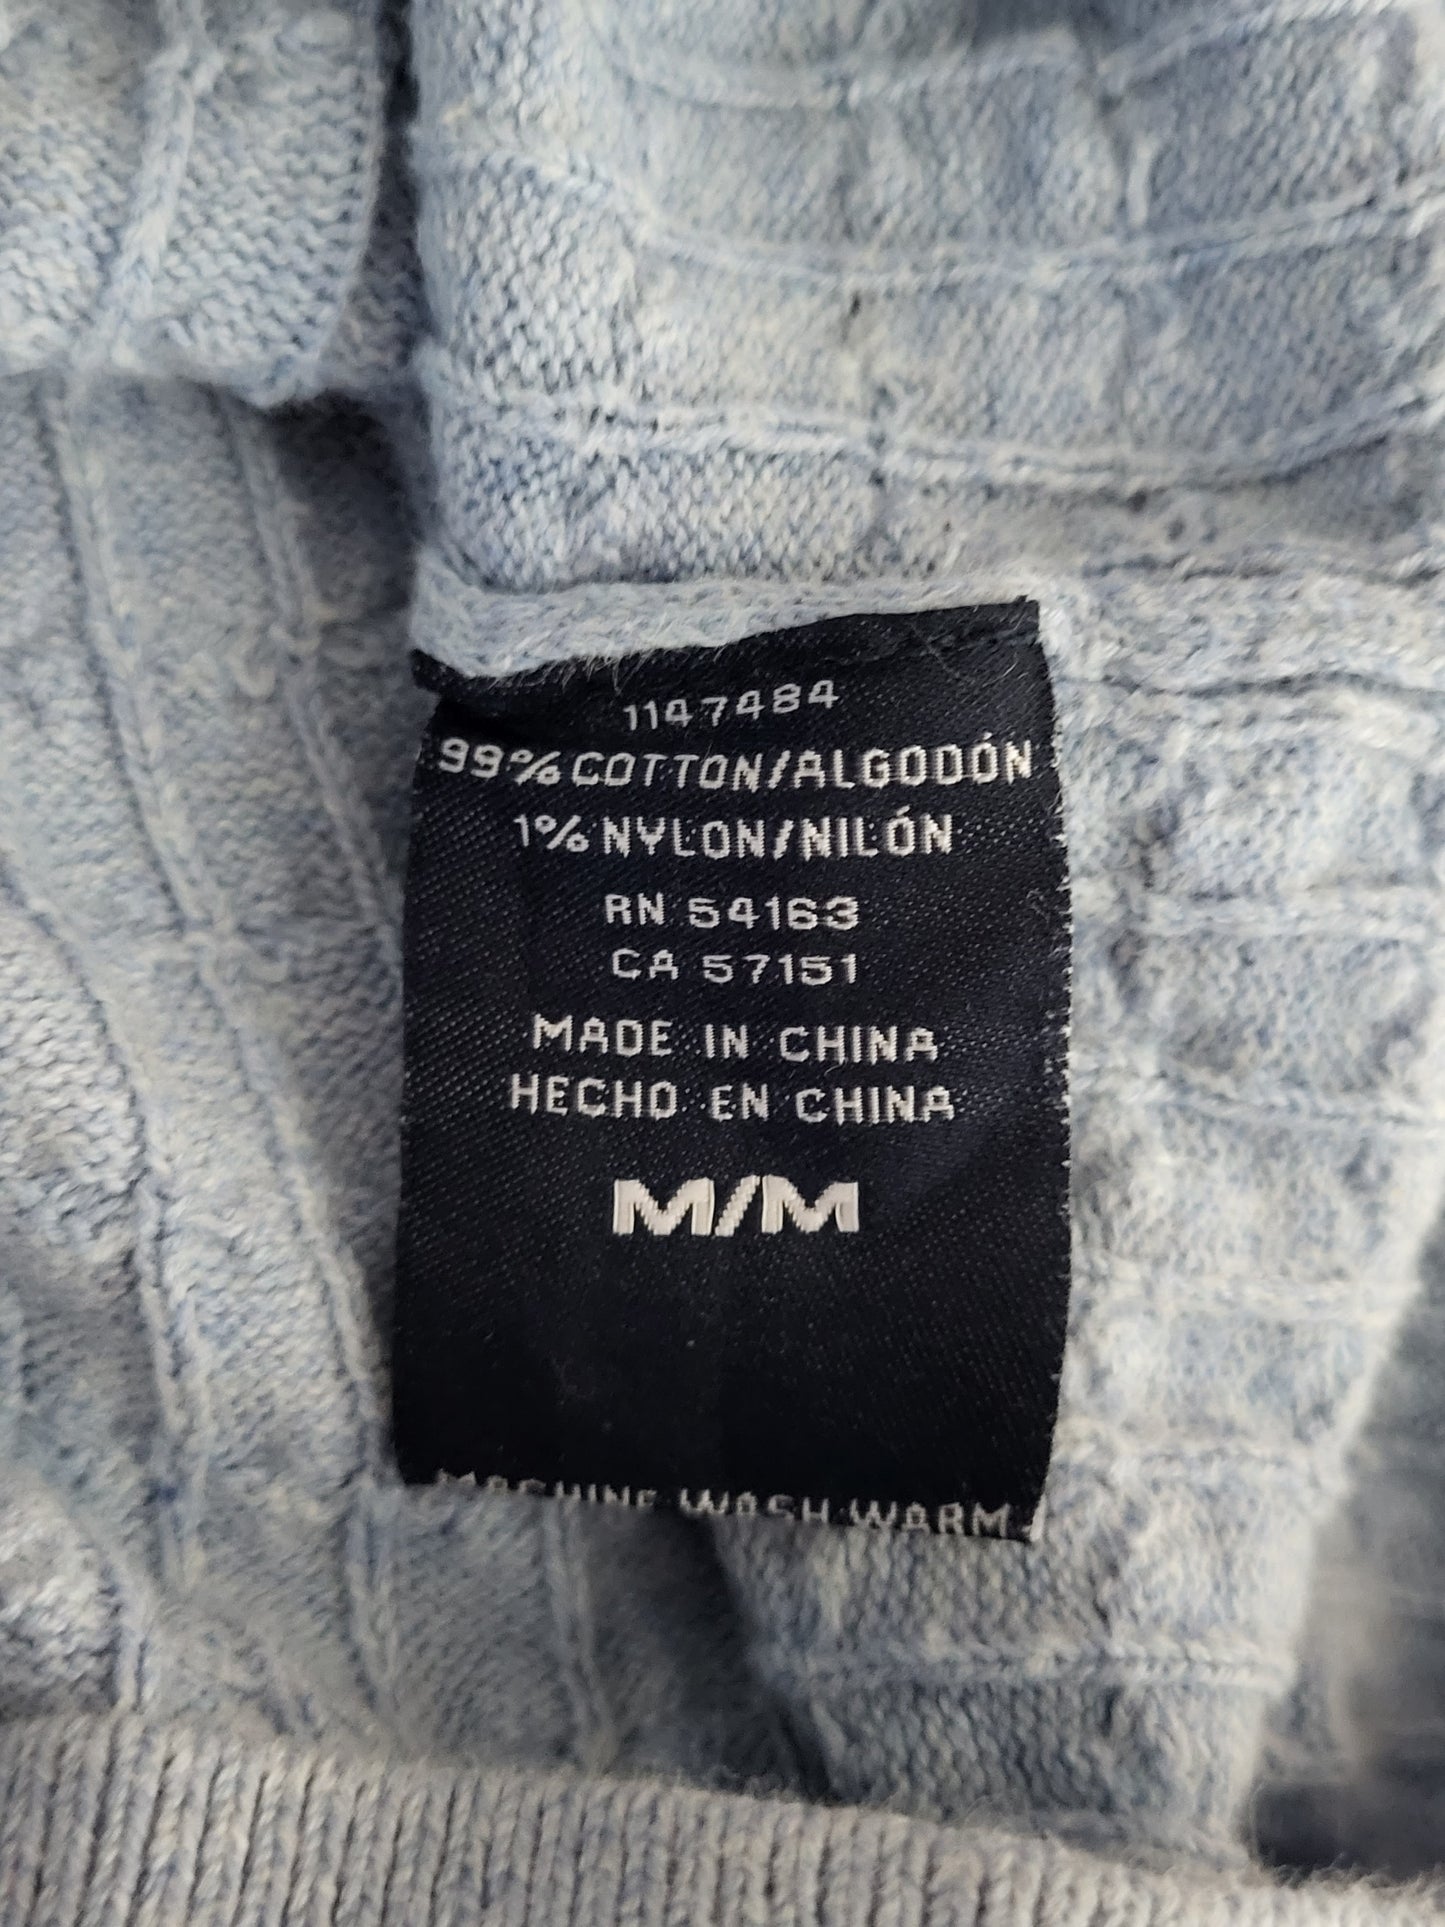 1147484
99% COTTON/ALGODÓN
1% NYLON/NILÓN
RN 54163
CA 57151
MADE IN CHINA
HECHO EN CHINA
M/M
MACHINE WASH WARM